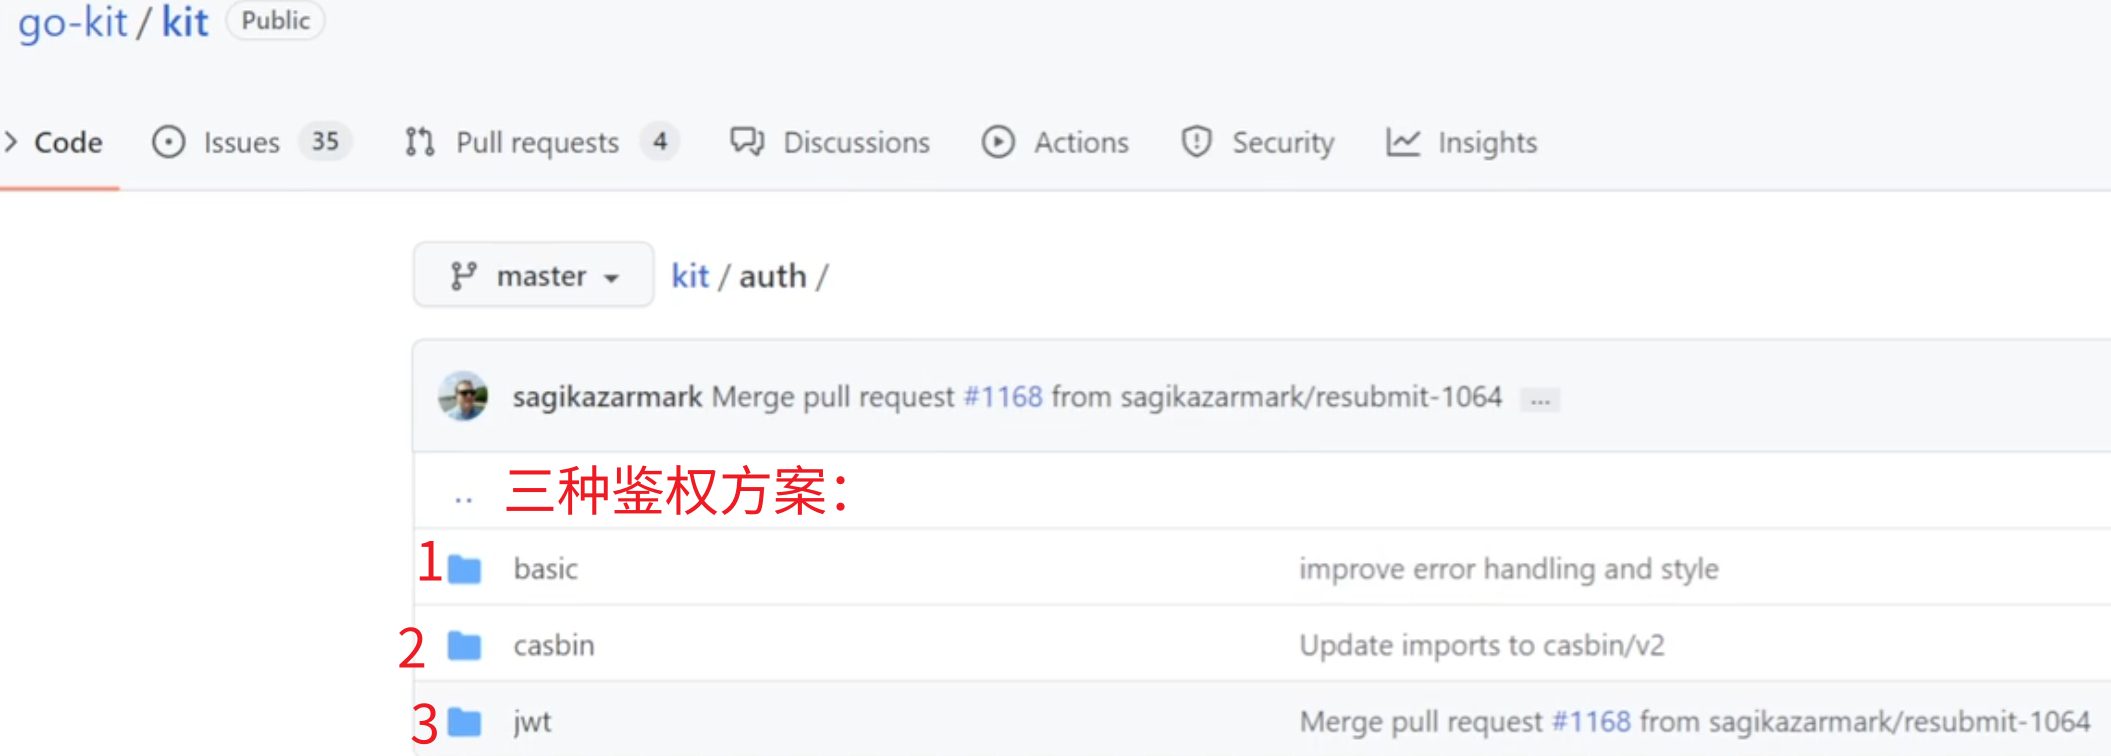 go-kit / kit Public
Code Issues 35 Pull requests 4 Discussions Actions Security Insights
master kit / auth /
sagikazarmark Merge pull request #1168 from sagikazarmark/resubmit-1064 ...
.. 三种鉴权方案：
1 basic improve error handling and style
2 casbin Update imports to casbin/v2
3 jwt Merge pull request #1168 from sagikazarmark/resubmit-1064